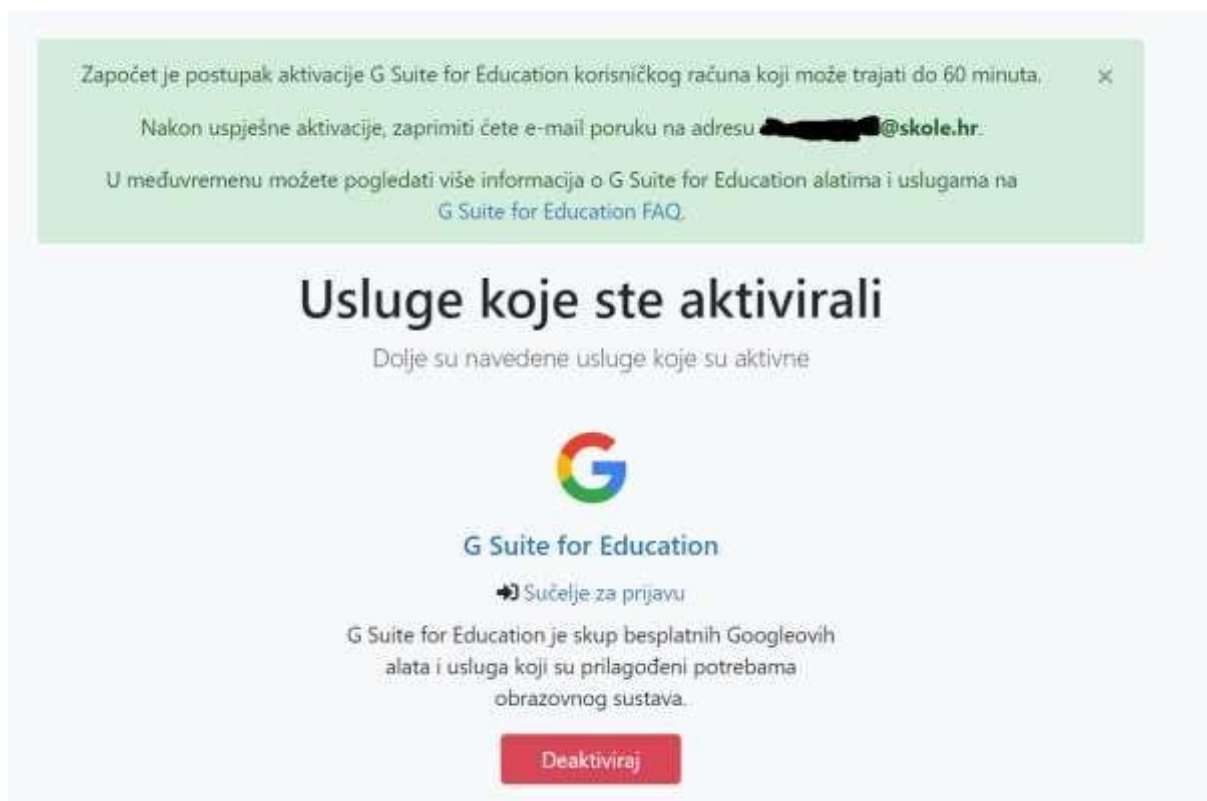 Započet je postupak aktivacije G Suite for Education korisničkog računa koji može trajati do 60 minuta. ×
Nakon uspješne aktivacije, zaprimiti ćete e-mail poruku na adresu @skole.hr.
U međuvremenu možete pogledati više informacija o G Suite for Education alatima i uslugama na
G Suite for Education FAQ.
Usluge koje ste aktivirali
Dolje su navedene usluge koje su aktivne
G Suite for Education
Sučelje za prijavu
G Suite for Education je skup besplatnih Googleovih
alata i usluga koji su prilagođeni potrebama
obrazovnog sustava.
Deaktiviraj